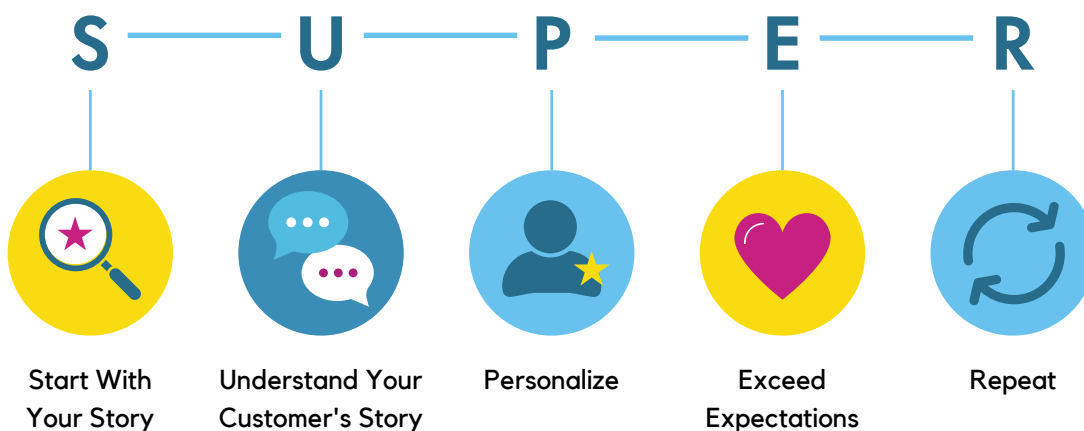 S U P E R
Start With
Your Story
Understand Your
Customer's Story
Personalize
Exceed
Expectations
Repeat